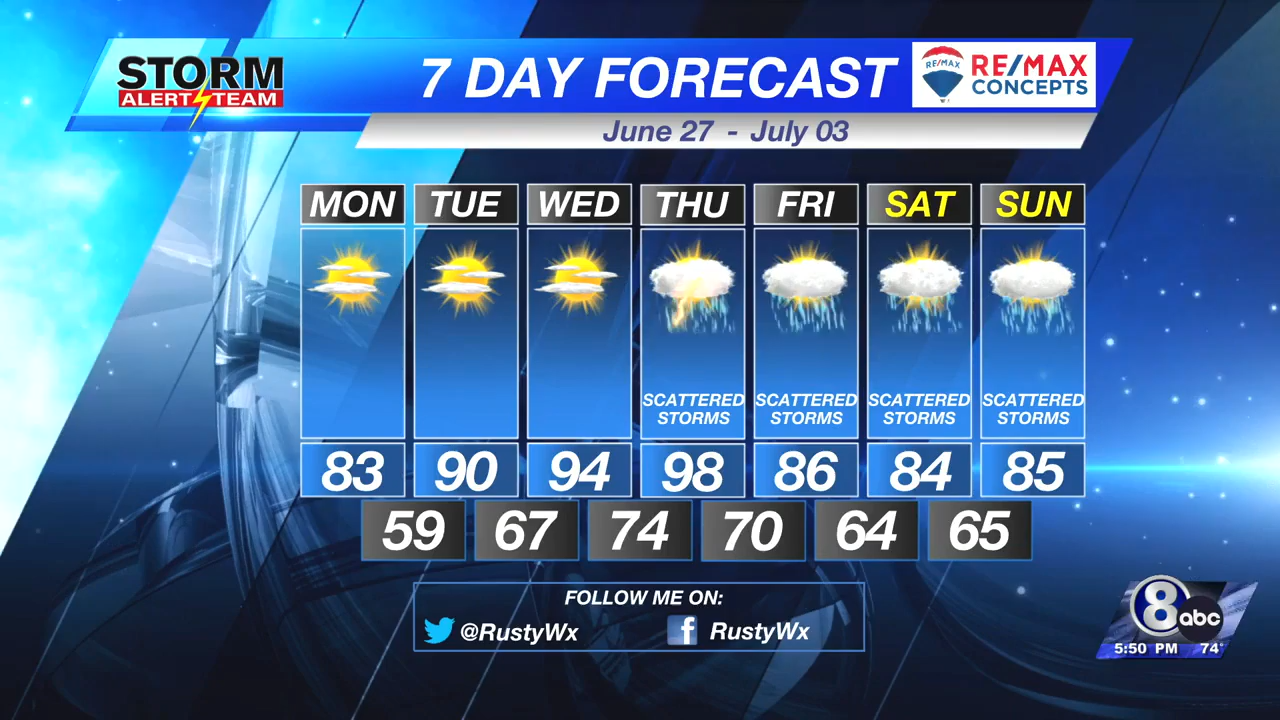 STORM
ALERT TEAM
7 DAY FORECAST
RE/MAX
RE/MAX
CONCEPTS
June 27 - July 03
MON TUE WED THU FRI SAT SUN
SCATTERED STORMS
SCATTERED STORMS
SCATTERED STORMS
SCATTERED STORMS
83 90 94 98 86 84 85
59 67 74 70 64 65
FOLLOW ME ON:
@RustyWx f RustyWx
8 abc
5:50 PM 74°